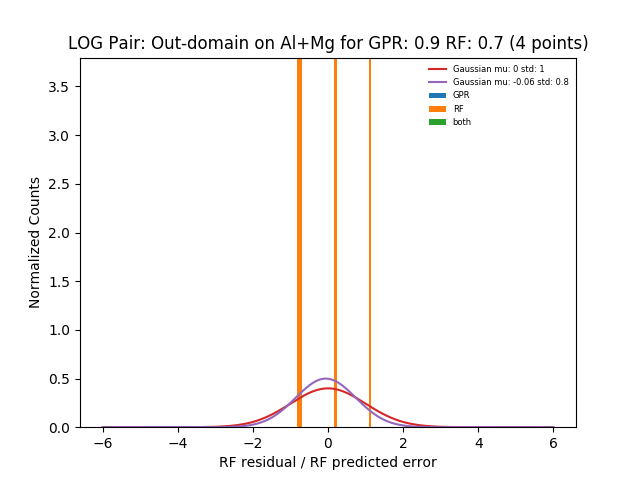 LOG Pair: Out-domain on Al+Mg for GPR: 0.9 RF: 0.7 (4 points)
Gaussian mu: 0 std: 1
Gaussian mu: -0.06 std: 0.8
GPR
RF
both
Normalized Counts
3.5
3.0
2.5
2.0
1.5
1.0
0.5
0.0
−6 −4 −2 0 2 4 6
RF residual / RF predicted error